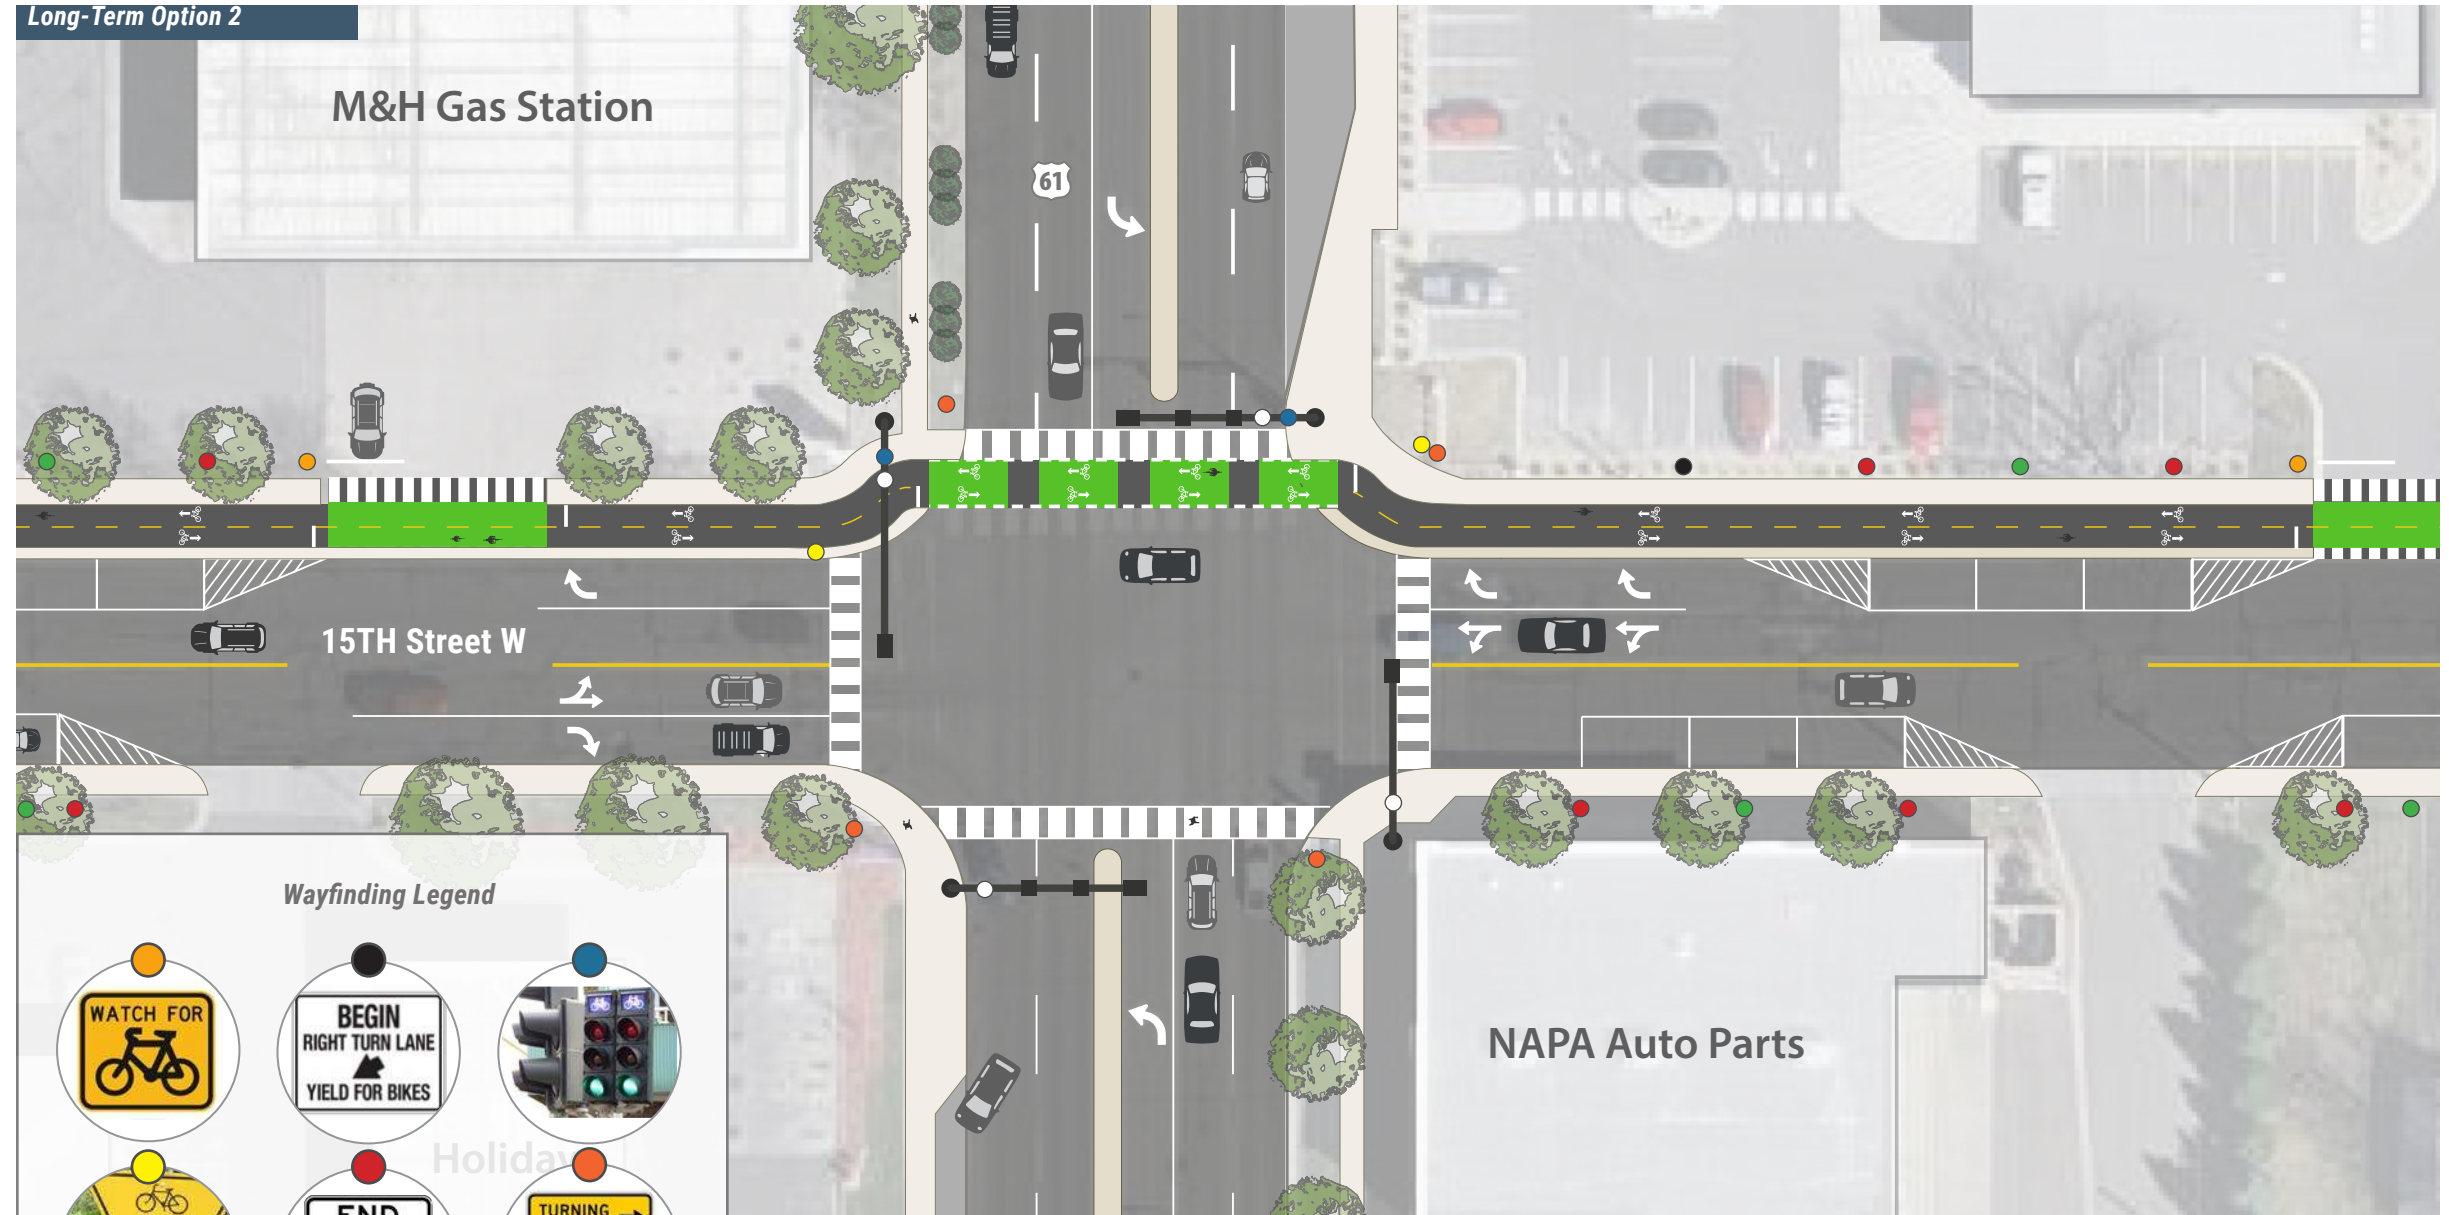 Long-Term Option 2
M&H Gas Station
61
15TH Street W
NAPA Auto Parts
Wayfinding Legend
WATCH FOR
BEGIN
RIGHT TURN LANE
YIELD FOR BIKES
Holiday
END
TURNING